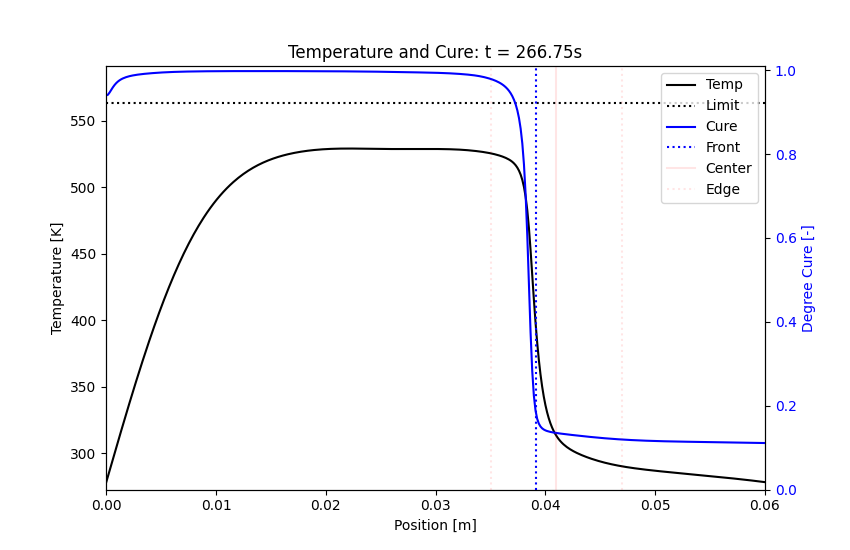 Temperature and Cure: t = 266.75s
Temperature [K]
550
500
450
400
350
300
1.0
0.8
0.6
0.4
0.2
0.0
Degree Cure [-]
Temp
Limit
Cure
Front
Center
Edge
0.00 0.01 0.02 0.03 0.04 0.05 0.06
Position [m]